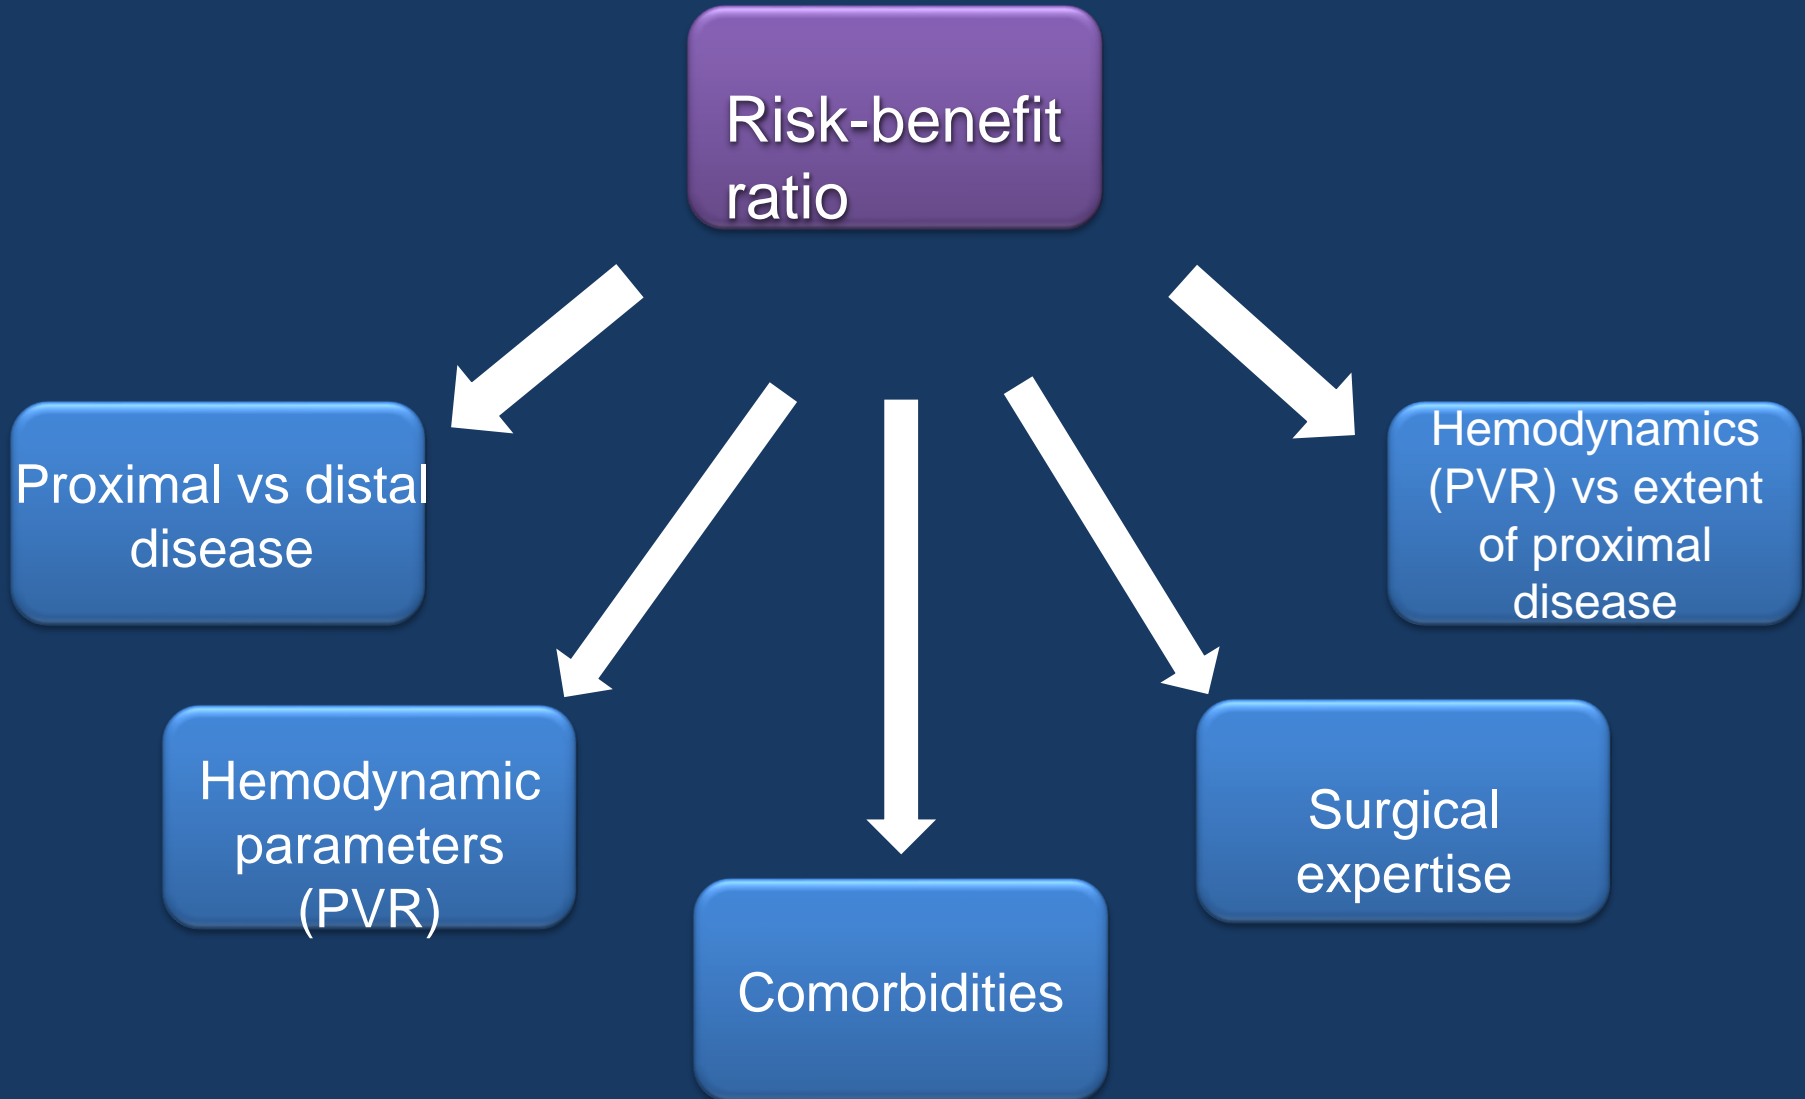 Risk-benefit
ratio
Proximal vs distal
disease
Hemodynamics
(PVR) vs extent
of proximal
disease
Hemodynamic
parameters
(PVR)
Surgical
expertise
Comorbidities